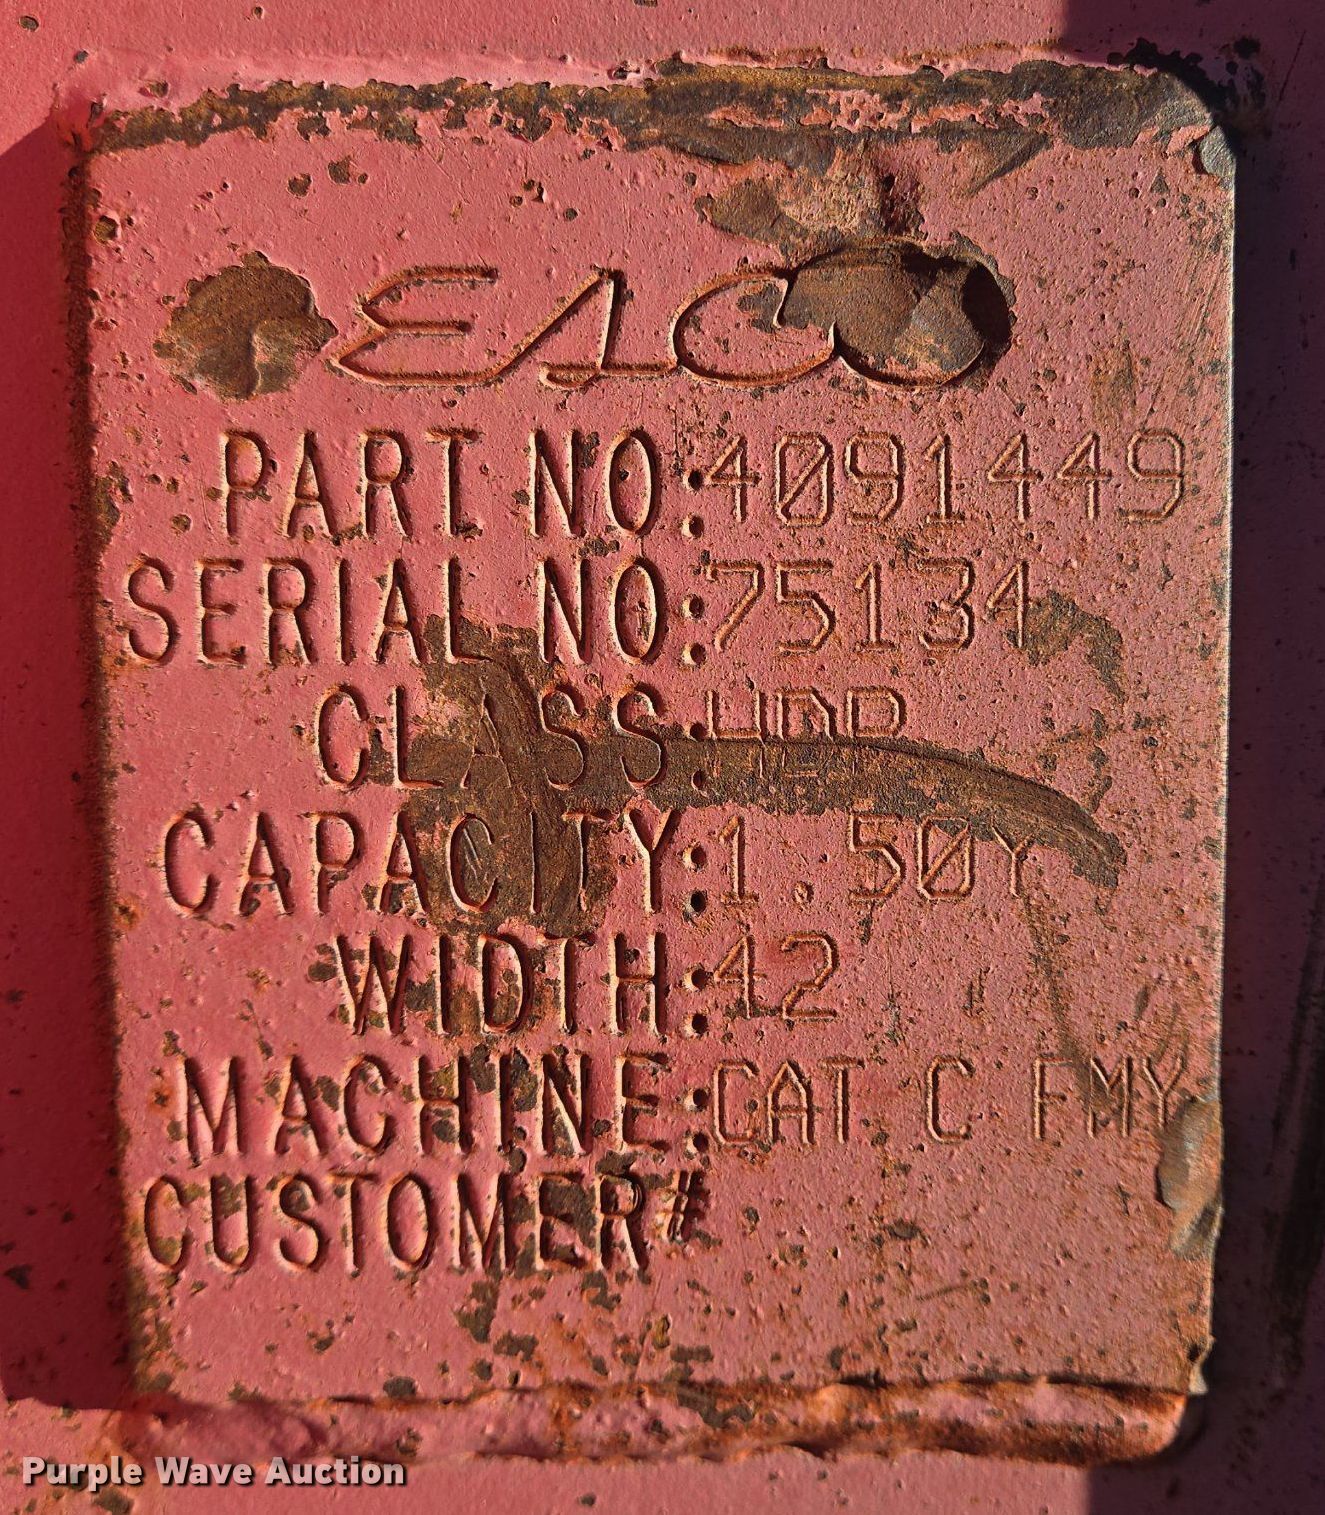 ESCO
PART NO:4091449
SERIAL NO:75134
CLASS:HDP
CAPACITY:1.50Y
WIDTH:42
MACHINE:CAT C FMY
CUSTOMER#
Purple Wave Auction